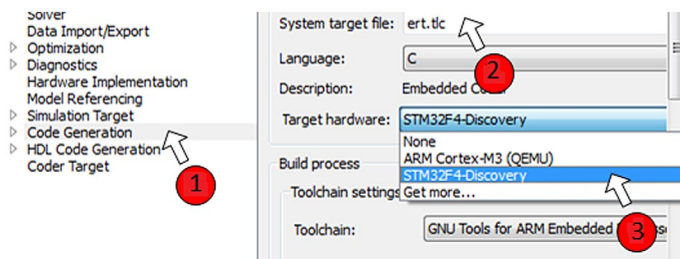 Solver
Data Import/Export
Optimization
Diagnostics
Hardware Implementation
Model Referencing
Simulation Target
Code Generation
HDL Code Generation
Coder Target
1
System target file: ert.tlc
Language: C
2
Description: Embedded
Target hardware: STM32F4-Discovery
None
ARM Cortex-M3 (QEMU)
STM32F4-Discovery
Get more...
Build process
Toolchain settings
Toolchain: GNU Tools for ARM Embedded
3